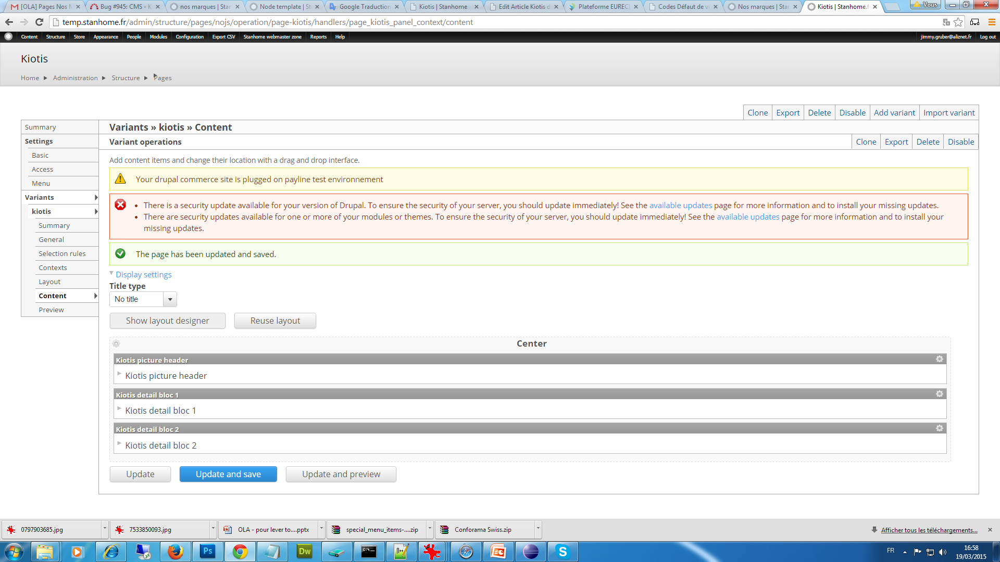 [OLA] Pages Nos
Bug #945: CMS - K
nos marques | Star
Node template | St
Google Traduction
Kiotis | Stanhome
Edit Article Kiotis d
Plateforme EURECI
Codes Défaut de v
Nos marques | Sta
Kiotis | Stanhome.f
Vous
temp.stanhome.fr/admin/structure/pages/nojs/operation/page-kiotis/handlers/page_kiotis_panel_context/content
Content Structure Store Appearance People Modules Configuration Export CSV Stanhome webmaster zone Reports Help jimmy.gruber@aliznet.fr Log out
Kiotis
Home Administration Structure Pages
Clone Export Delete Disable Add variant Import variant
Summary
Settings
Basic
Access
Menu
Variants
kiotis
Summary
General
Selection rules
Contexts
Layout
Content
Preview
Variants » kiotis » Content
Variant operations
Clone Export Delete Disable
Add content items and change their location with a drag and drop interface.
Your drupal commerce site is plugged on payline test environnement
• There is a security update available for your version of Drupal. To ensure the security of your server, you should update immediately! See the available updates page for more information and to install your missing updates.
• There are security updates available for one or more of your modules or themes. To ensure the security of your server, you should update immediately! See the available updates page for more information and to install your
missing updates.
The page has been updated and saved.
Display settings
Title type
No title
Show layout designer Reuse layout
Center
Kiotis picture header
Kiotis picture header
Kiotis detail bloc 1
Kiotis detail bloc 1
Kiotis detail bloc 2
Kiotis detail bloc 2
Update Update and save Update and preview
0797903685.jpg
7533850093.jpg
OLA - pour lever to....pptx
special_menu_items-....zip
Conforama Swiss.zip
Afficher tous les téléchargements...
Ps
Dw
FR
16:58
19/03/2015